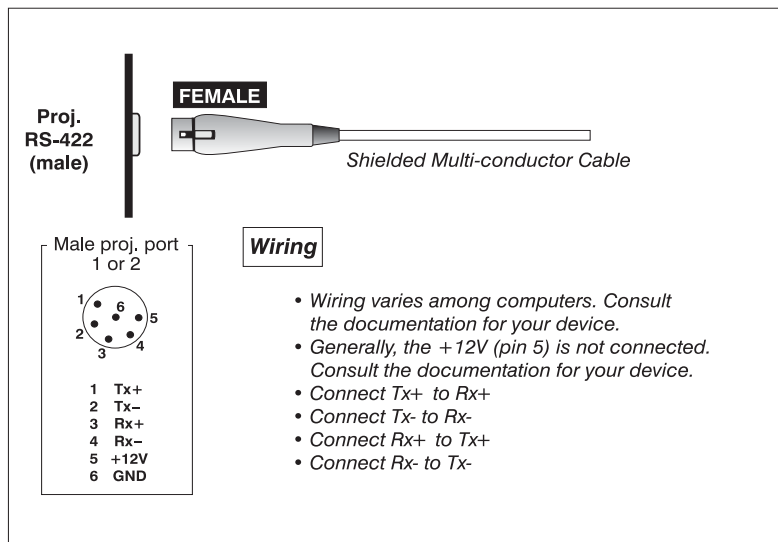 FEMALE
Proj.
RS-422
(male)
Shielded Multi-conductor Cable
Male proj. port
1 or 2
1
6
5
2
4
3
1 Tx+
2 Tx–
3 Rx+
4 Rx–
5 +12V
6 GND
Wiring
• Wiring varies among computers. Consult
the documentation for your device.
• Generally, the +12V (pin 5) is not connected.
Consult the documentation for your device.
• Connect Tx+ to Rx+
• Connect Tx- to Rx-
• Connect Rx+ to Tx+
• Connect Rx- to Tx-